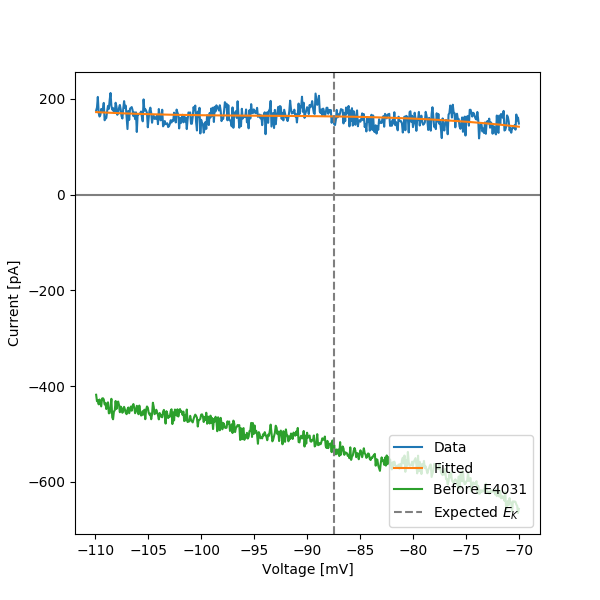 200
0
−200
−400
−600
Current [pA]
Data
Fitted
Before E4031
Expected E_K
−110
−105
−100
−95
−90
−85
−80
−75
−70
Voltage [mV]